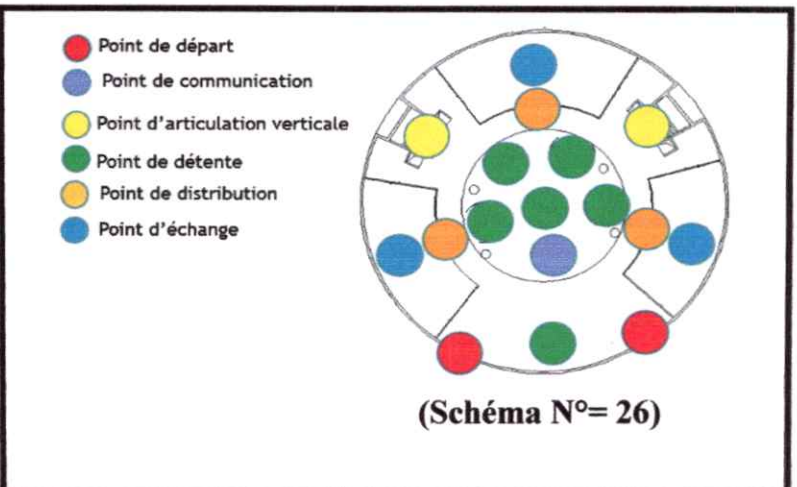 Point de départ
Point de communication
Point d'articulation verticale
Point de détente
Point de distribution
Point d'échange
(Schéma N°= 26)